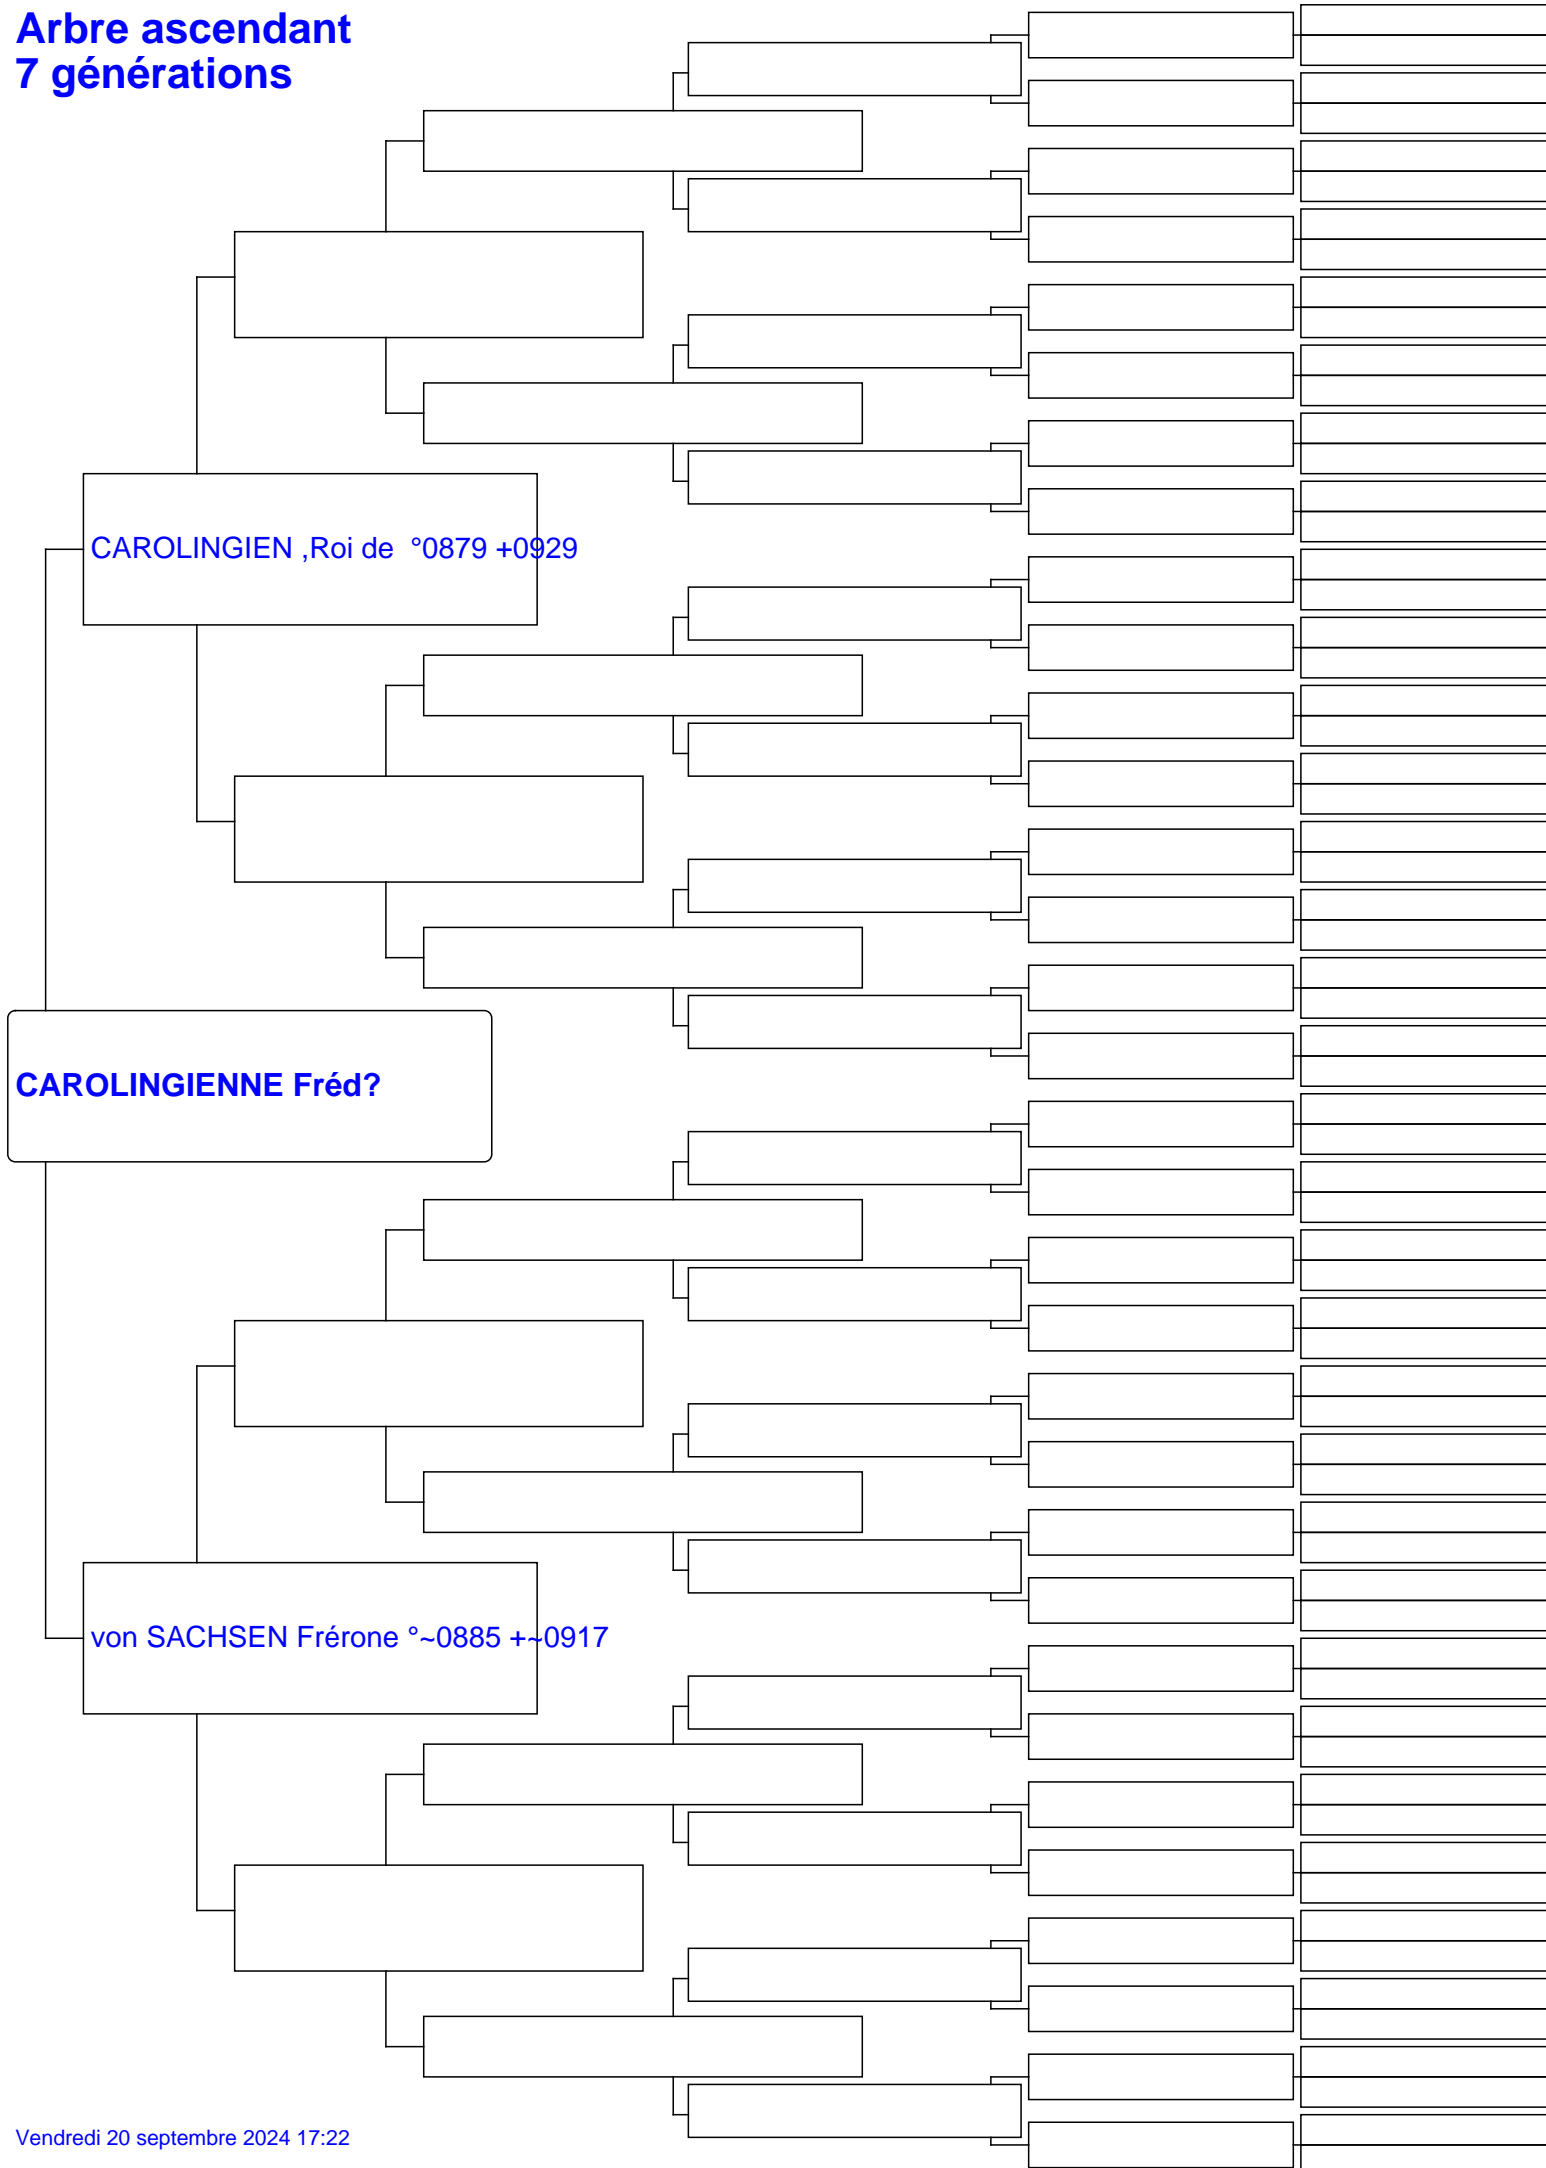 Arbre ascendant
7 générations
CAROLINGIEN ,Roi de  °0879 +0929
CAROLINGIENNE Fréd?
von SACHSEN Frérone °~0885 +~0917
Vendredi 20 septembre 2024 17:22